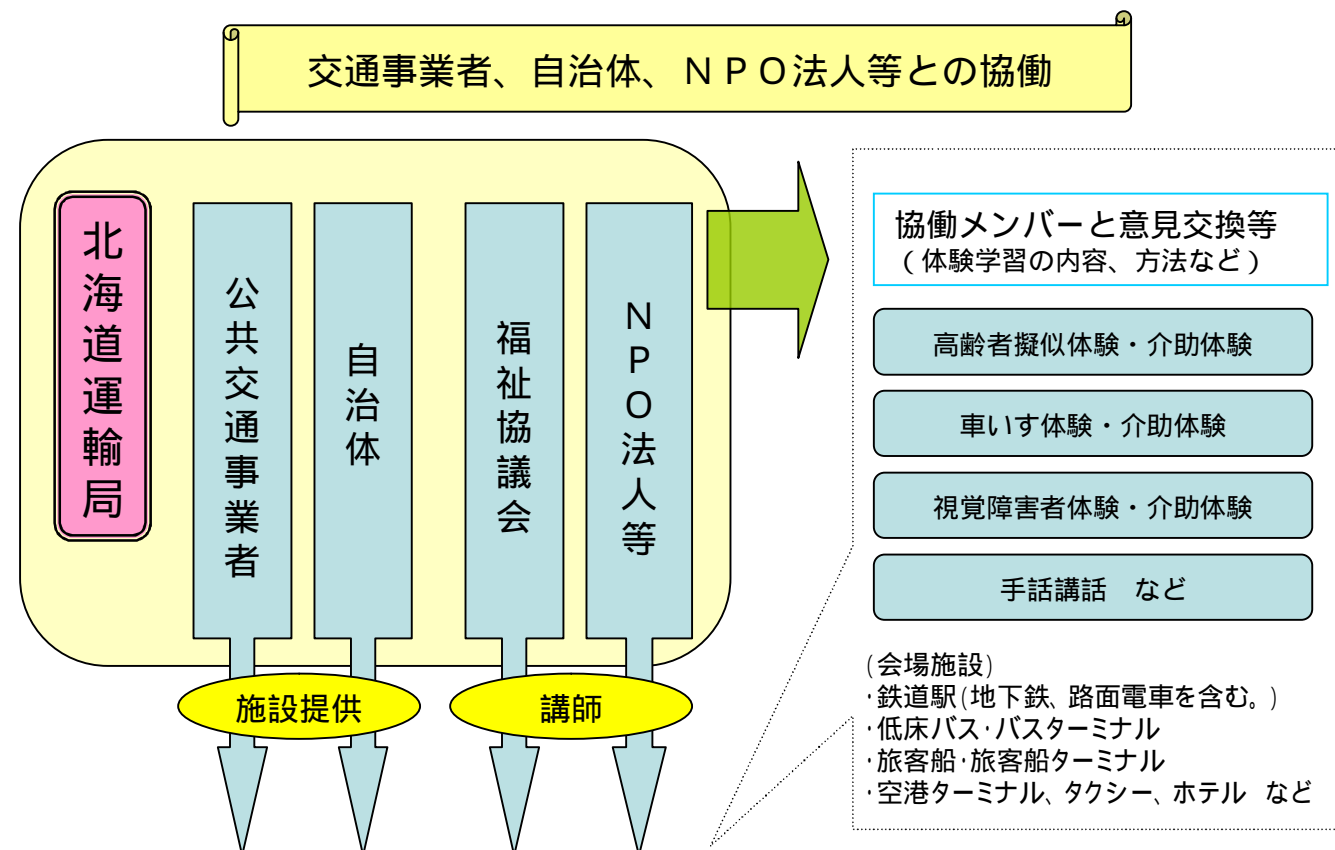 交通事業者、自治体、ＮＰＯ法人等との協働
北海道運輸局
公共交通事業者
自治体
福祉協議会
ＮＰＯ法人等
施設提供
講師
協働メンバーと意見交換等
（体験学習の内容、方法など）
高齢者擬似体験・介助体験
車いす体験・介助体験
視覚障害者体験・介助体験
手話講話　など
(会場施設)
・鉄道駅(地下鉄、路面電車を含む。)
・低床バス・バスターミナル
・旅客船・旅客船ターミナル
・空港ターミナル、タクシー、ホテル　など